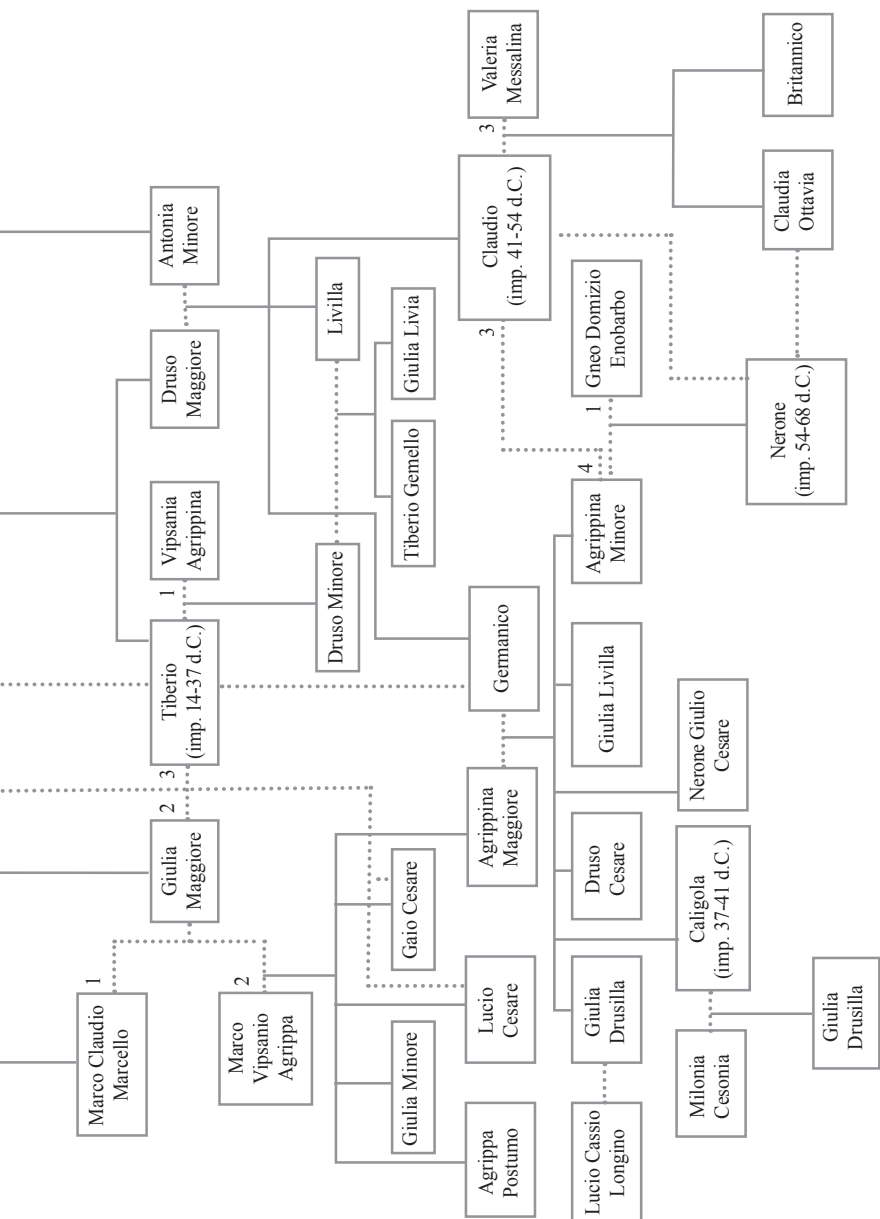 Marco Claudio
Marcello
1
Giulia
Maggiore
2
3
Tiberio
(imp. 14-37 d.C.)
1
Vipsania
Agrippina
Druso
Maggiore
Antonia
Minore
Marco
Vipsanio
Agrippa
2
Druso Minore
Livilla
Giulia Minore
Gaio Cesare
Tiberio Gemello
Giulia Livia
Agrippa
Postumo
Lucio
Cesare
Agrippina
Maggiore
Germanico
3
Claudio
(imp. 41-54 d.C.)
3
Valeria
Messalina
Lucio Cassio
Longino
Giulia
Drusilla
Druso
Cesare
Giulia Livilla
Agrippina
Minore
4
1
Gneo Domizio
Enobarbo
Milonia
Cesonia
Caligola
(imp. 37-41 d.C.)
Nerone Giulio
Cesare
Nerone
(imp. 54-68 d.C.)
Claudia
Ottavia
Britannico
Giulia
Drusilla